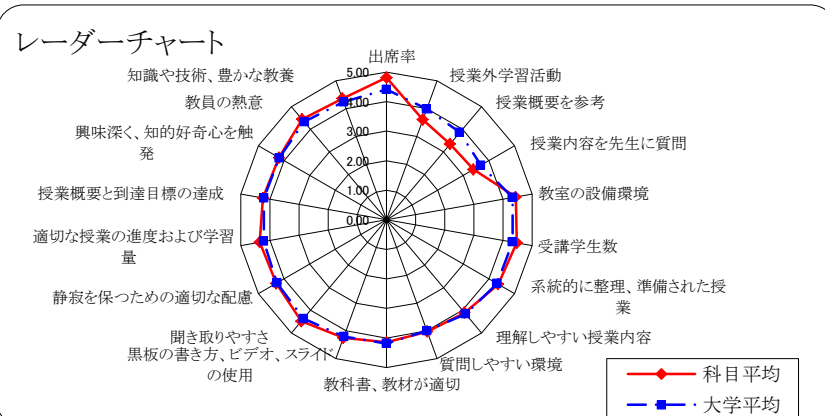 レーダーチャート
出席率
授業外学習活動
授業概要を参考
授業内容を先生に質問
教室の設備環境
受講学生数
系統的に整理、準備された授
業
理解しやすい授業内容
質問しやすい環境
教科書、教材が適切
黒板の書き方、ビデオ、スライド
の使用
聞き取りやすさ
静寂を保つための適切な配慮
適切な授業の進度および学習
量
授業概要と到達目標の達成
興味深く、知的好奇心を触
発
教員の熱意
知識や技術、豊かな教養
5.00
4.00
3.00
2.00
1.00
0.00
科目平均
大学平均